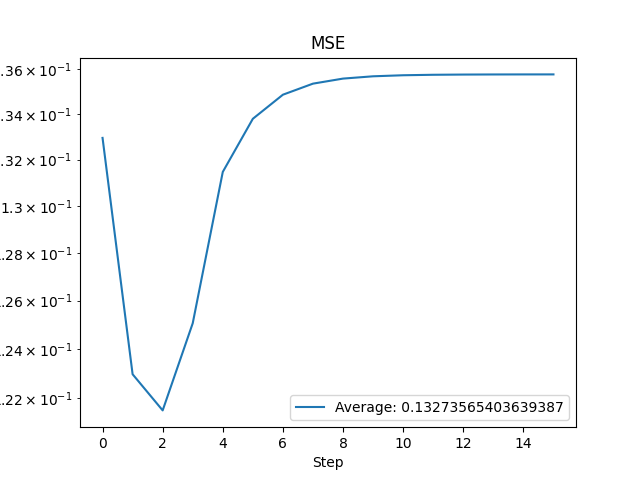 MSE
.36 × 10⁻¹
.34 × 10⁻¹
.32 × 10⁻¹
1.3 × 10⁻¹
.28 × 10⁻¹
.26 × 10⁻¹
.24 × 10⁻¹
.22 × 10⁻¹
Average: 0.13273565403639387
0 2 4 6 8 10 12 14
Step